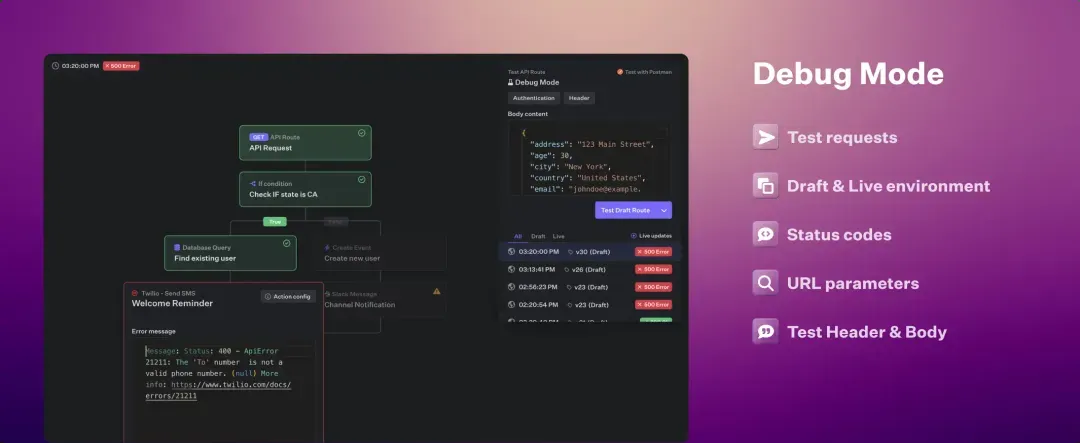 03:20:00 PM × 500 Error
GET API Route
API Request
If condition
Check IF state is CA
True
False
Database Query
Find existing user
Create Event
Create new user
Twilio - Send SMS
Welcome Reminder
Action config
Slack Message
Channel Notification
Error message
Message: Status: 400 - ApiError
21211: The 'To' number is not a
valid phone number. (null) More
info: https://www.twilio.com/docs/
errors/21211
Test API Route
Test with Postman
Debug Mode
Authentication
Header
Body content
{
"address": "123 Main Street",
"age": 30,
"city": "New York",
"country": "United States",
"email": "johndoe@example.
Test Draft Route
All Draft Live
Live updates
03:20:00 PM v30 (Draft) × 500 Error
03:13:41 PM v26 (Draft) × 500 Error
02:56:23 PM v23 (Draft) × 500 Error
02:20:54 PM v23 (Draft) × 500 Error
Debug Mode
Test requests
Draft & Live environment
Status codes
URL parameters
Test Header & Body